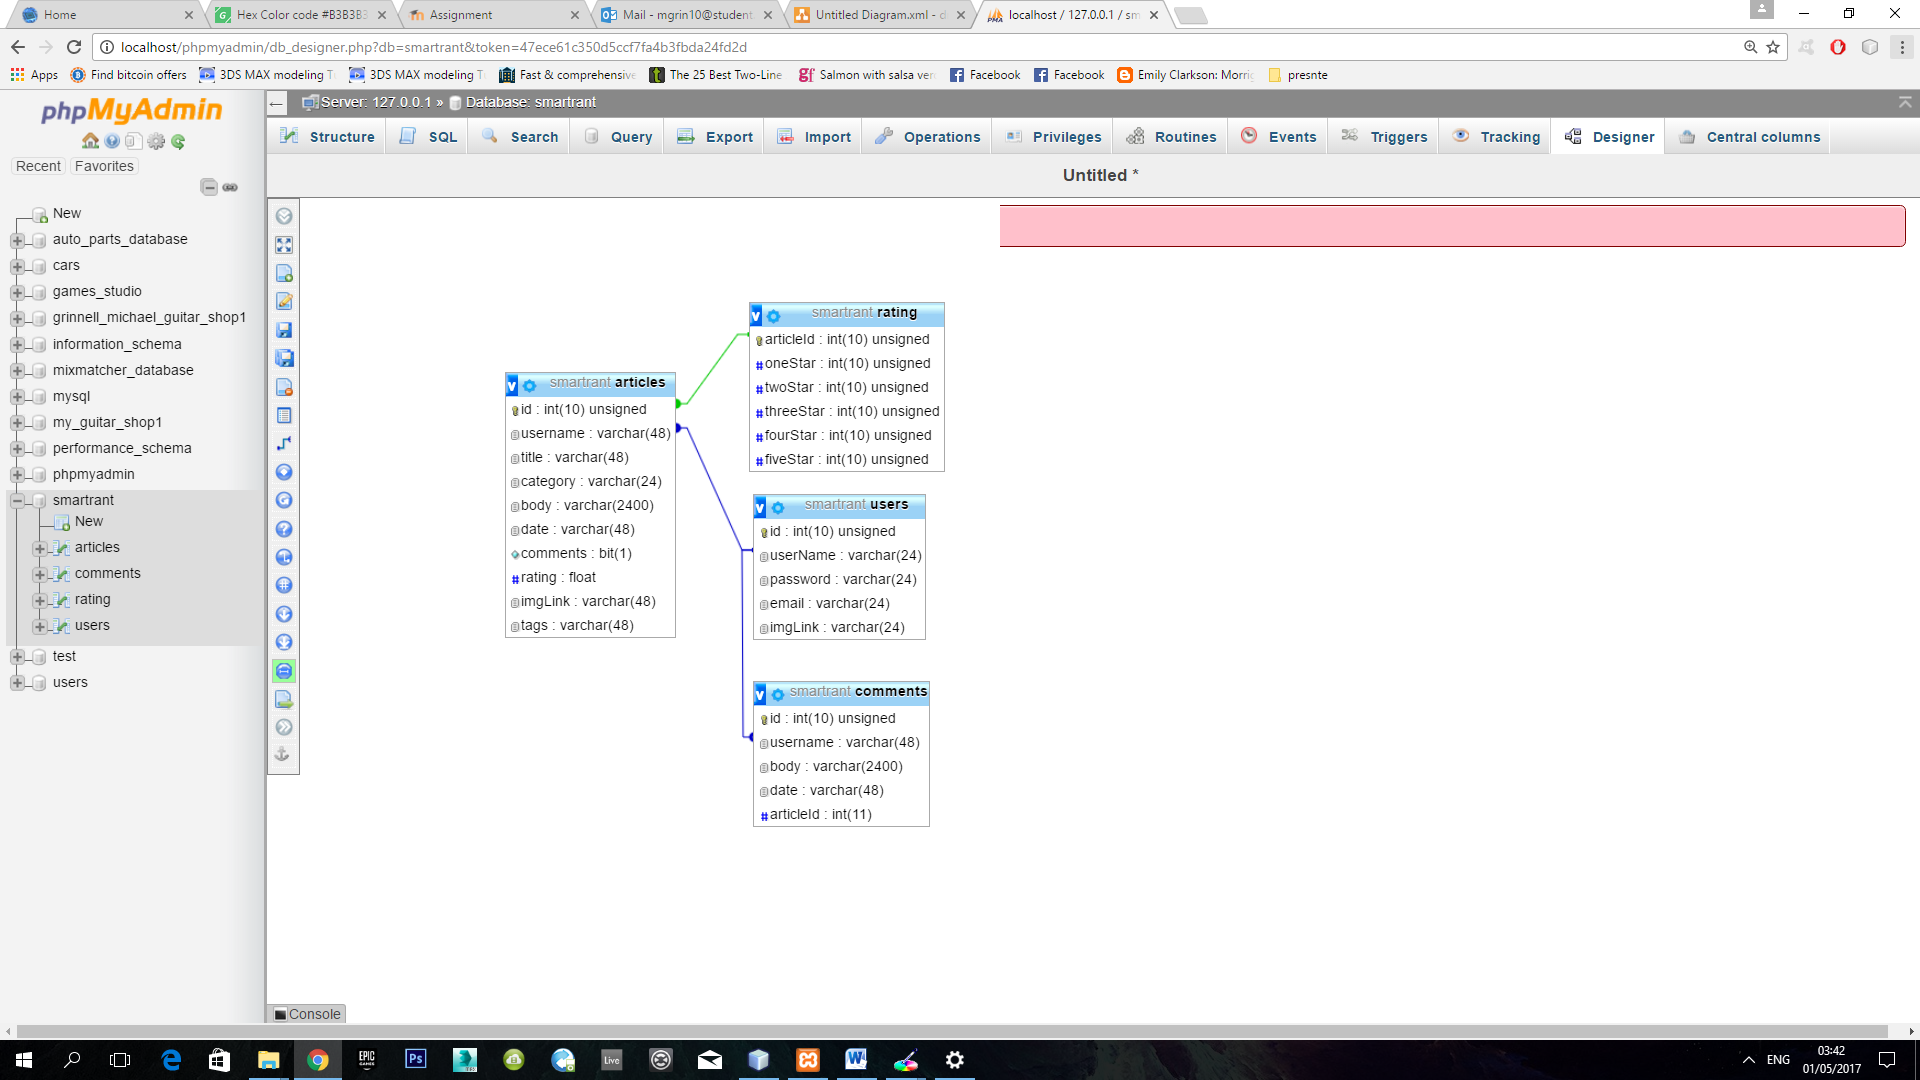 Home
Hex Color code #B3B3B3
Assignment
Mail - mgrin10@student.
Untitled Diagram.xml - d
localhost / 127.0.0.1 / sm
localhost/phpmyadmin/db_designer.php?db=smartrant&token=47ece61c350d5ccf7fa4b3fbda24fd2d
Apps
Find bitcoin offers
3DS MAX modeling T
3DS MAX modeling T
Fast & comprehensive
The 25 Best Two-Line
Salmon with salsa ver
Facebook
Facebook
Emily Clarkson: Morri
presnte
phpMyAdmin
Recent
Favorites
New
auto_parts_database
cars
games_studio
grinnell_michael_guitar_shop1
information_schema
mixmatcher_database
mysql
my_guitar_shop1
performance_schema
phpmyadmin
smartrant
New
articles
comments
rating
users
test
users
Server: 127.0.0.1 » Database: smartrant
Structure
SQL
Search
Query
Export
Import
Operations
Privileges
Routines
Events
Triggers
Tracking
Designer
Central columns
Untitled *
smartrant articles
id : int(10) unsigned
username : varchar(48)
title : varchar(48)
category : varchar(24)
body : varchar(2400)
date : varchar(48)
comments : bit(1)
rating : float
imgLink : varchar(48)
tags : varchar(48)
smartrant rating
articleId : int(10) unsigned
oneStar : int(10) unsigned
twoStar : int(10) unsigned
threeStar : int(10) unsigned
fourStar : int(10) unsigned
fiveStar : int(10) unsigned
smartrant users
id : int(10) unsigned
userName : varchar(24)
password : varchar(24)
email : varchar(24)
imgLink : varchar(24)
smartrant comments
id : int(10) unsigned
username : varchar(48)
body : varchar(2400)
date : varchar(48)
articleId : int(11)
Console
EPIC GAMES
Ps
Live
ENG
03:42
01/05/2017